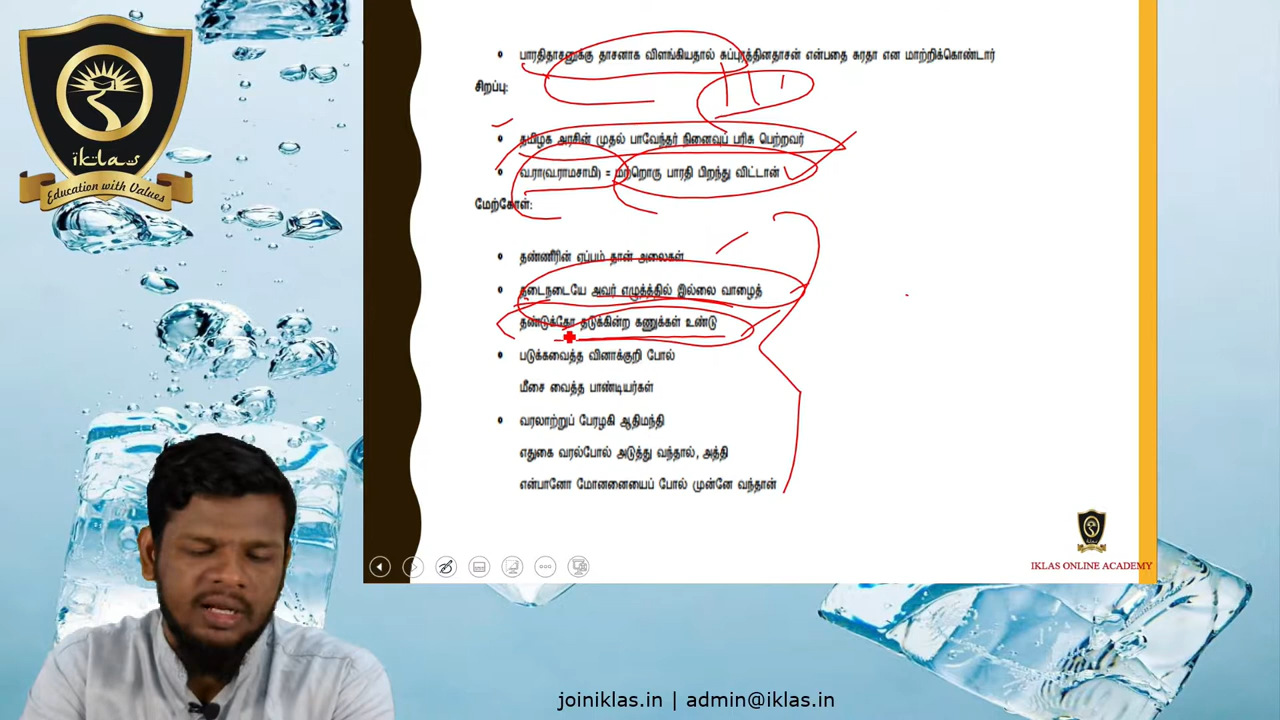 பாரதிதாசனுக்கு தாசனாக விளங்கியதால் சுப்புரத்தினதாசன் என்பதை சுரதா என மாற்றிக்கொண்டார்
சிறப்பு:
தமிழக அரசின் முதல் பாவேந்தர் நினைவுப் பரிசு பெற்றவர்
வ.ரா(வ.ராமசாமி) = மற்றொரு பாரதி பிறந்து விட்டான்
மேற்கோள்:
தண்ணீரின் ஏப்பம் தான் அலைகள்
தடைநடையே அவர் எழுத்த்தில் இல்லை வாழைத்
தண்டுக்கோ தடுக்கின்ற கணுக்கள் உண்டு
படுக்கவைத்த வினாக்குறி போல்
மீசை வைத்த பாண்டியர்கள்
வரலாற்றுப் பேரழகி ஆதிமந்தி
எதுகை வரல்போல் அடுத்து வந்தால், அத்தி
என்பானோ மோனனையைப் போல் முன்னே வந்தான்
iklas
Education with Values
IKLAS ONLINE ACADEMY
joiniklas.in | admin@iklas.in